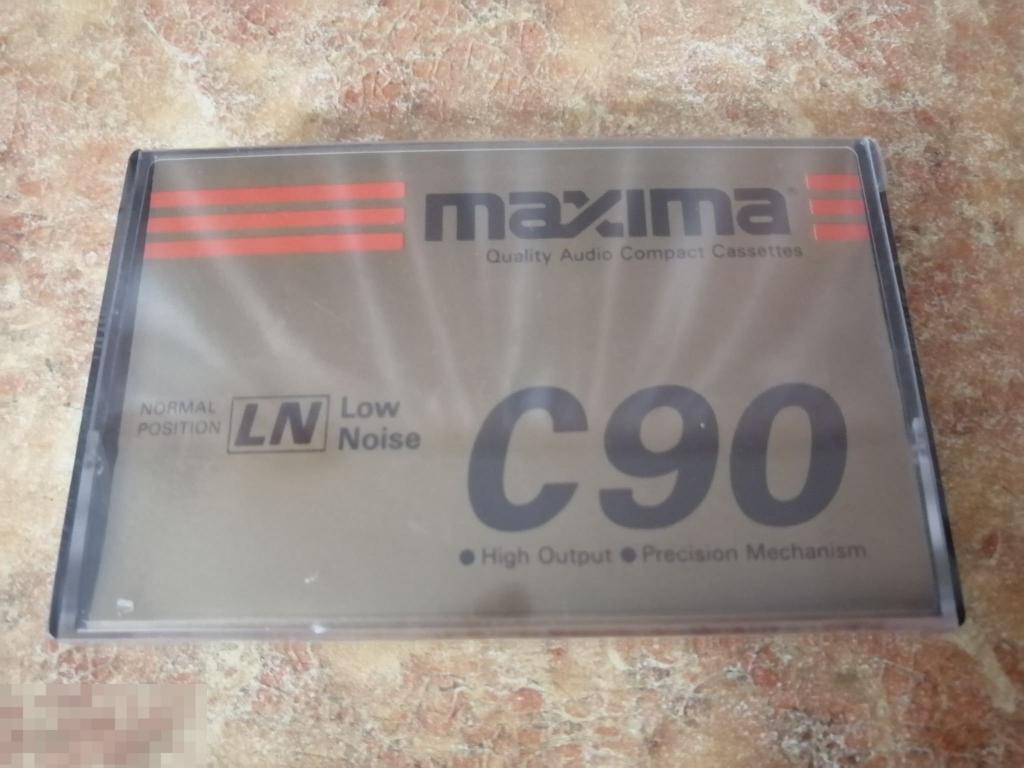 maxima
Quality Audio Compact Cassettes
NORMAL
POSITION
LN
Low
Noise
C90
● High Output ● Precision Mechanism